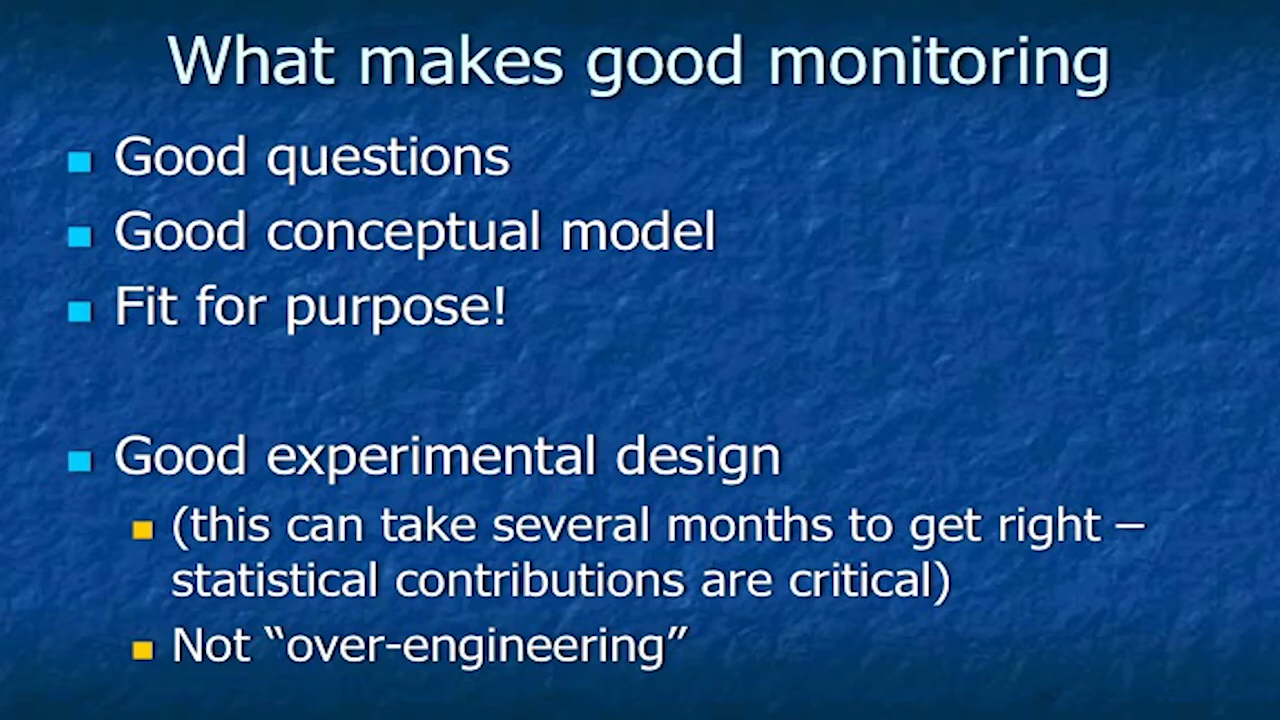 What makes good monitoring
Good questions
Good conceptual model
Fit for purpose!
Good experimental design
(this can take several months to get right –
statistical contributions are critical)
Not “over-engineering”